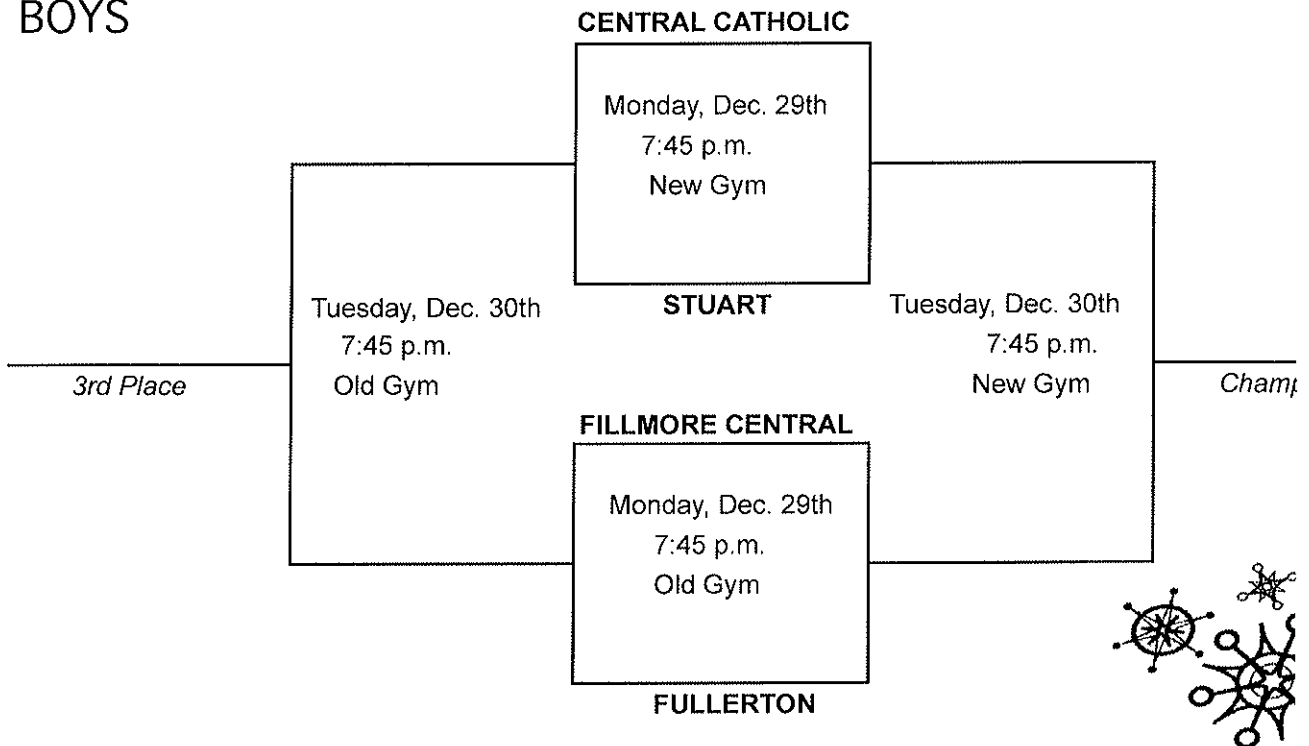 BOYS
CENTRAL CATHOLIC
Monday, Dec. 29th
7:45 p.m.
New Gym
STUART
Tuesday, Dec. 30th
7:45 p.m.
Old Gym
3rd Place
Tuesday, Dec. 30th
7:45 p.m.
New Gym
Champ
FILLMORE CENTRAL
Monday, Dec. 29th
7:45 p.m.
Old Gym
FULLERTON